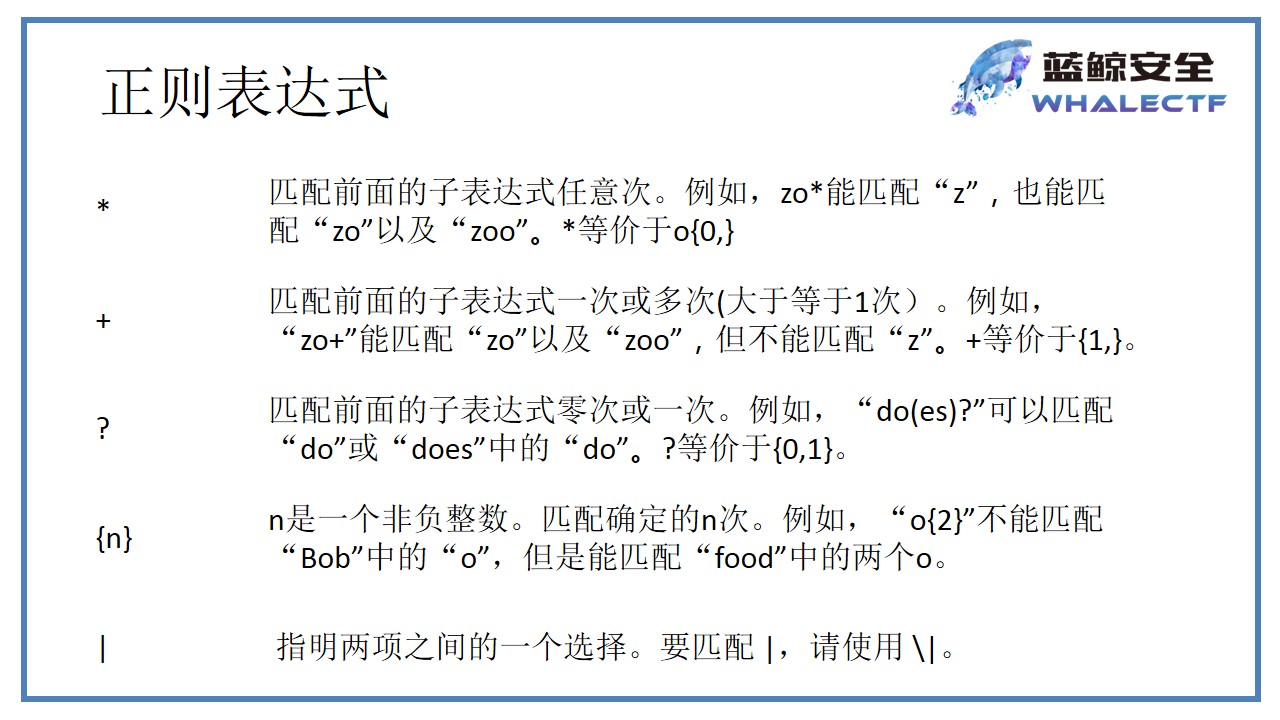 正则表达式
蓝鲸安全
WHALECTF
*
匹配前面的子表达式任意次。例如，zo*能匹配“z”，也能匹
配“zo”以及“zoo”。*等价于o{0,}
+
匹配前面的子表达式一次或多次(大于等于1次）。例如，
“zo+”能匹配“zo”以及“zoo”，但不能匹配“z”。+等价于{1,}。
?
匹配前面的子表达式零次或一次。例如，“do(es)?”可以匹配
“do”或“does”中的“do”。?等价于{0,1}。
{n}
n是一个非负整数。匹配确定的n次。例如，“o{2}”不能匹配
“Bob”中的“o”，但是能匹配“food”中的两个o。
|
指明两项之间的一个选择。要匹配 |，请使用 \|。